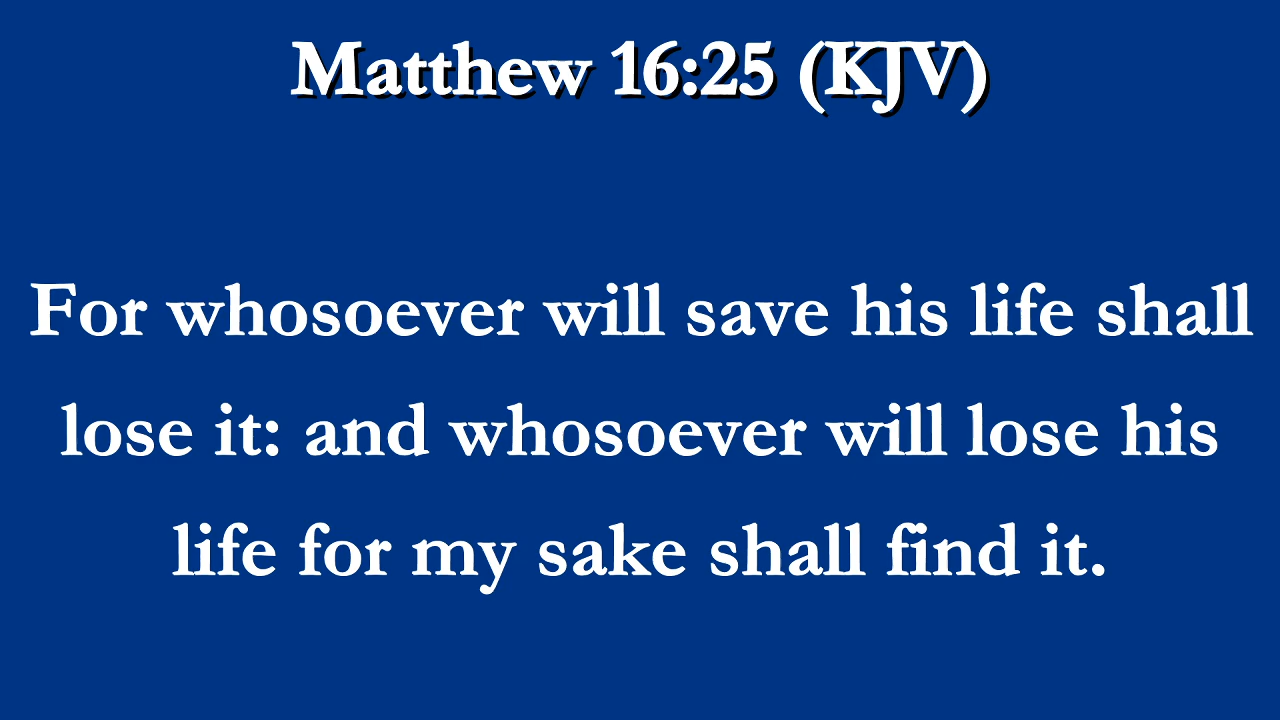 Matthew 16:25 (KJV)
For whosoever will save his life shall
lose it: and whosoever will lose his
life for my sake shall find it.